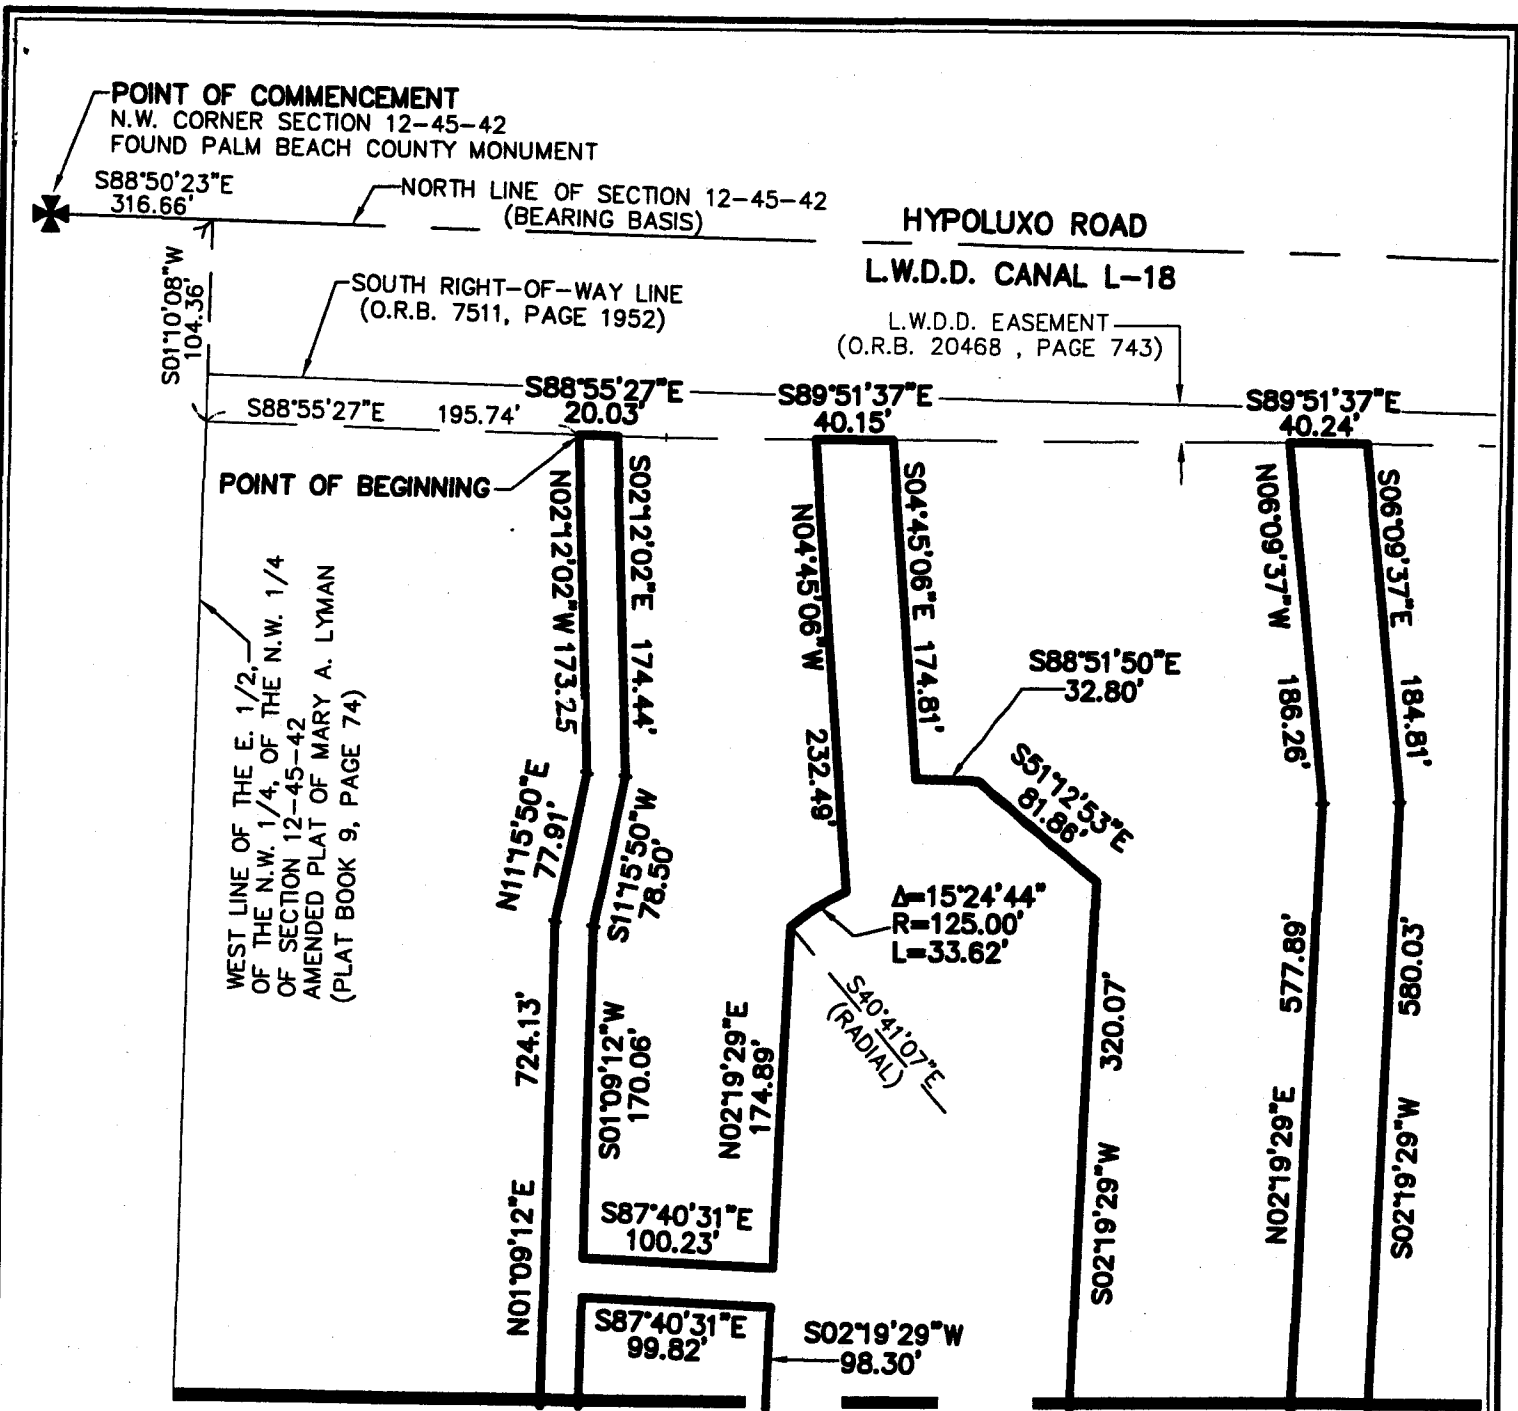 POINT OF COMMENCEMENT
N.W. CORNER SECTION 12-45-42
FOUND PALM BEACH COUNTY MONUMENT
S88°50'23"E
316.66'
NORTH LINE OF SECTION 12-45-42
(BEARING BASIS)
HYPOLUXO ROAD
L.W.D.D. CANAL L-18
S01°10'08"W
104.36'
SOUTH RIGHT-OF-WAY LINE
(O.R.B. 7511, PAGE 1952)
L.W.D.D. EASEMENT
(O.R.B. 20468 , PAGE 743)
S88°55'27"E 195.74'
S88°55'27"E
20.03'
S89°51'37"E
40.15'
S89°51'37"E
40.24'
POINT OF BEGINNING
N02°12'02"W 173.25
S02°12'02"E 174.44'
N04°45'06"W 232.49'
S04°45'06"E 174.81'
N06°09'37"W 186.26'
S06°09'37"E 184.81'
WEST LINE OF THE E. 1/2,
OF THE N.W. 1/4, OF THE N.W. 1/4
OF SECTION 12-45-42
AMENDED PLAT OF MARY A. LYMAN
(PLAT BOOK 9, PAGE 74)
S88°51'50"E
32.80'
S51°12'53"E
81.86'
N11°15'50"E
77.91'
S11°15'50"W
78.50'
Δ=15°24'44"
R=125.00'
L=33.62'
S40°41'07"E
(RADIAL)
N01°09'12"E 724.13'
S01°09'12"W
170.06'
N02°19'29"E
174.89'
S02°19'29"W 320.07'
N02°19'29"E 577.89'
S02°19'29"W 580.03'
S87°40'31"E
100.23'
S87°40'31"E
99.82'
S02°19'29"W
98.30'